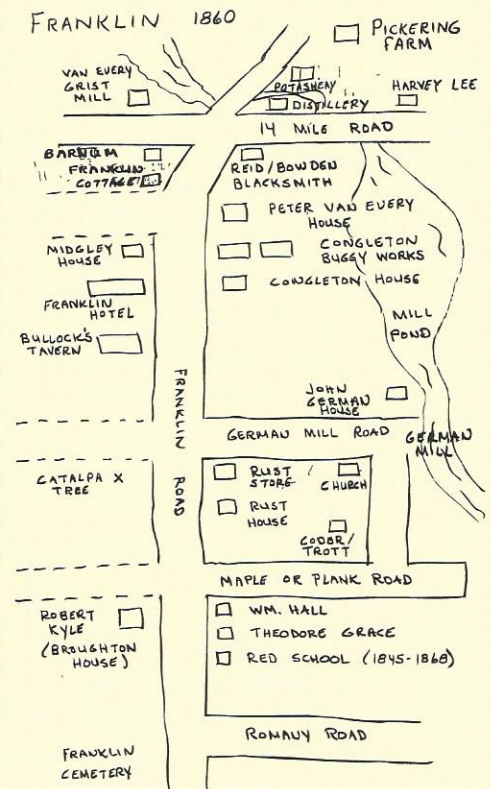 FRANKLIN 1860
PICKERING
FARM
VAN EVERY
GRIST
MILL
POTASHERY
DISTILLERY
HARVEY LEE
14 MILE ROAD
BARNUM
FRANKLIN
COTTAGE
REID/BOWDEN
BLACKSMITH
PETER VAN EVERY
HOUSE
MIDGLEY
HOUSE
CONGLETON
BUGGY WORKS
CONGLETON HOUSE
FRANKLIN
HOTEL
BULLOCK'S
TAVERN
MILL
POND
FRANKLIN
ROAD
JOHN
GERMAN
HOUSE
GERMAN MILL ROAD
GERMAN
MILL
CATALPA X
TREE
RUST
STORE
CHURCH
RUST
HOUSE
CODER/
TROTT
MAPLE OR PLANK ROAD
ROBERT
KYLE
(BROUGHTON
HOUSE)
WM. HALL
THEODORE GRACE
RED SCHOOL (1845-1868)
ROMANY ROAD
FRANKLIN
CEMETERY